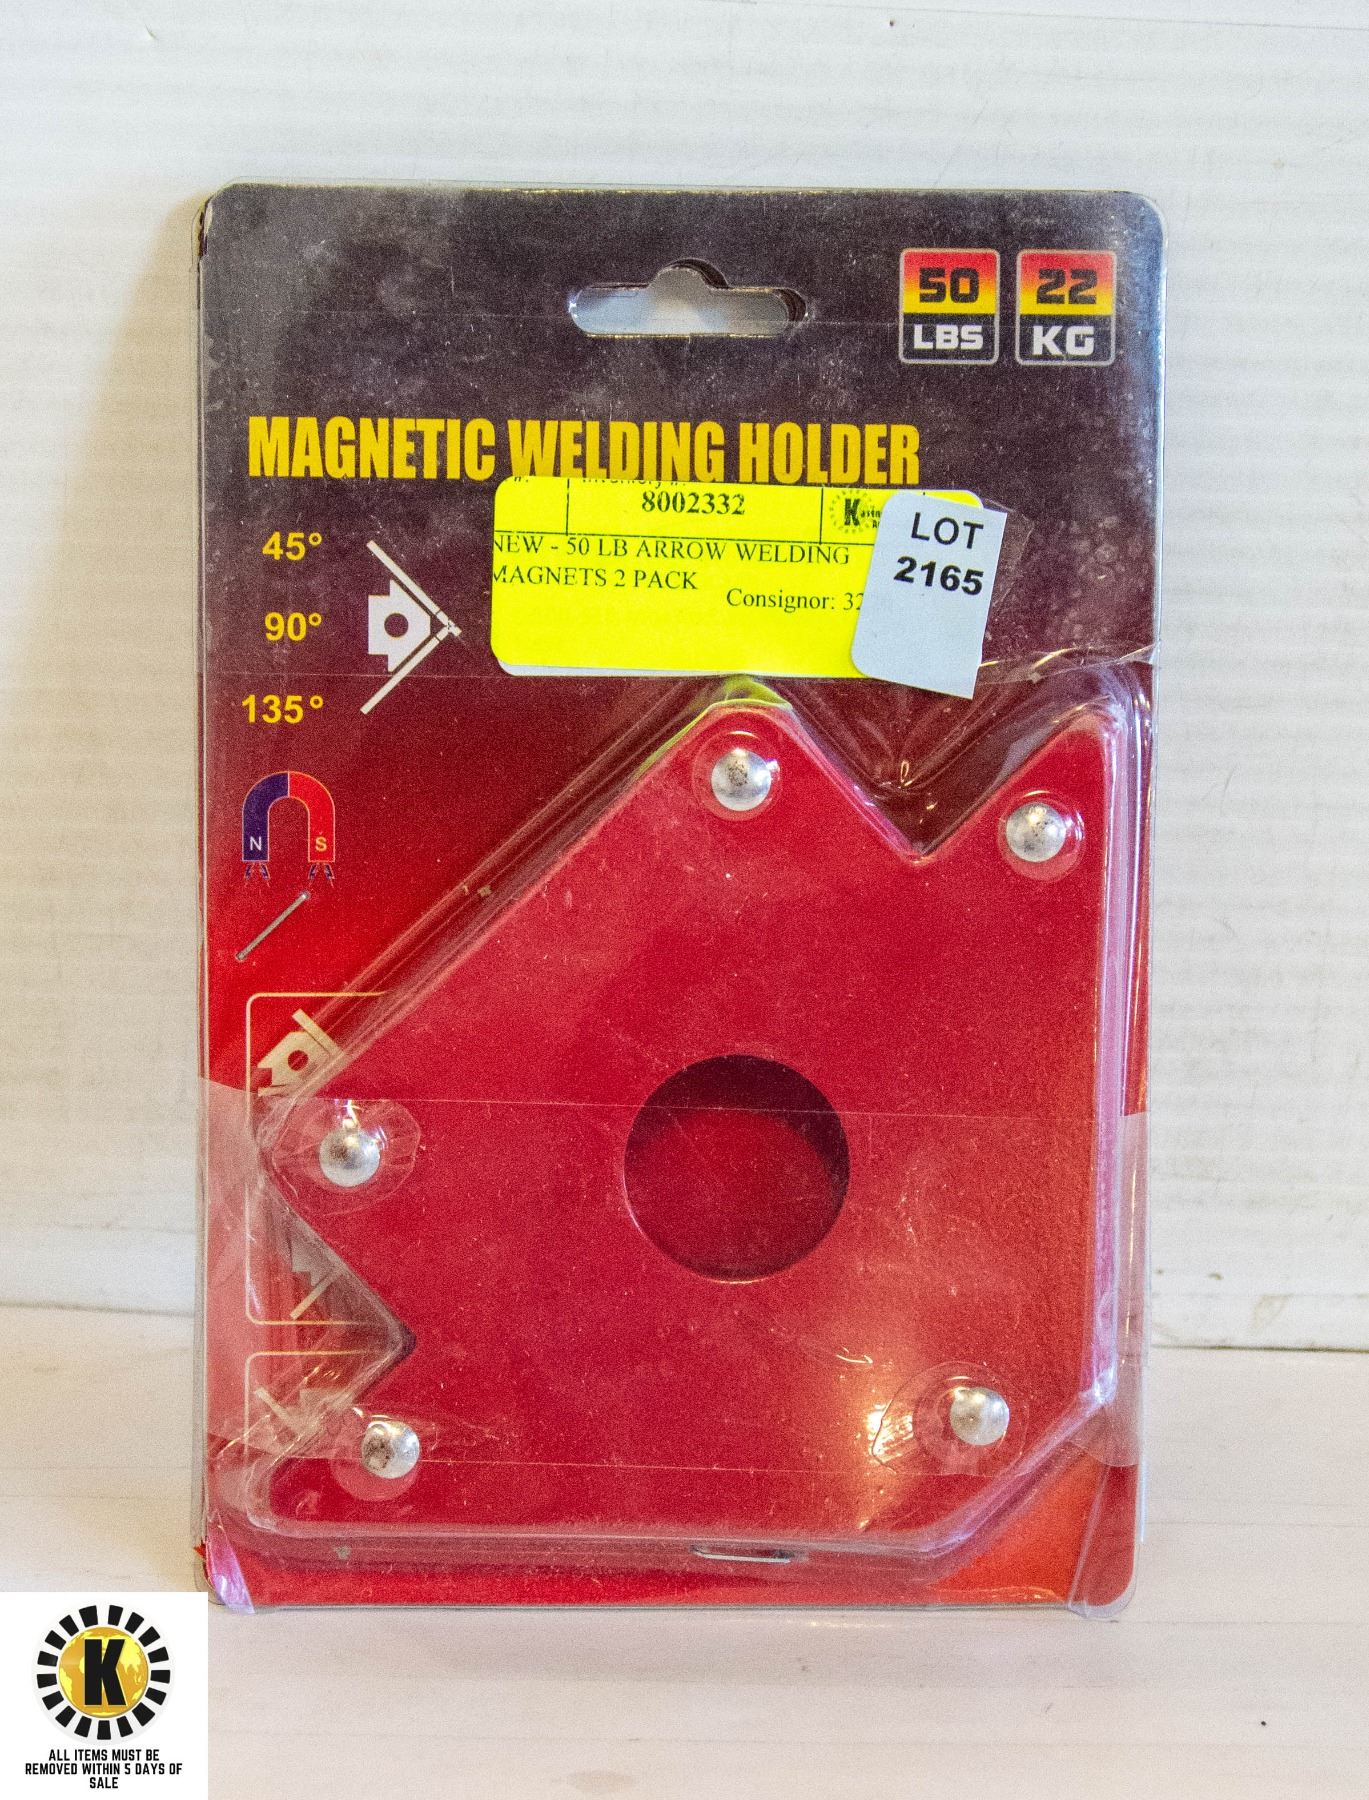 50 LBS
22 KG
MAGNETIC WELDING HOLDER
8002332
NEW - 50 LB ARROW WELDING
MAGNETS 2 PACK
Consignor: 32
LOT
2165
45°
90°
135°
N S
K
ALL ITEMS MUST BE
REMOVED WITHIN 5 DAYS OF
SALE